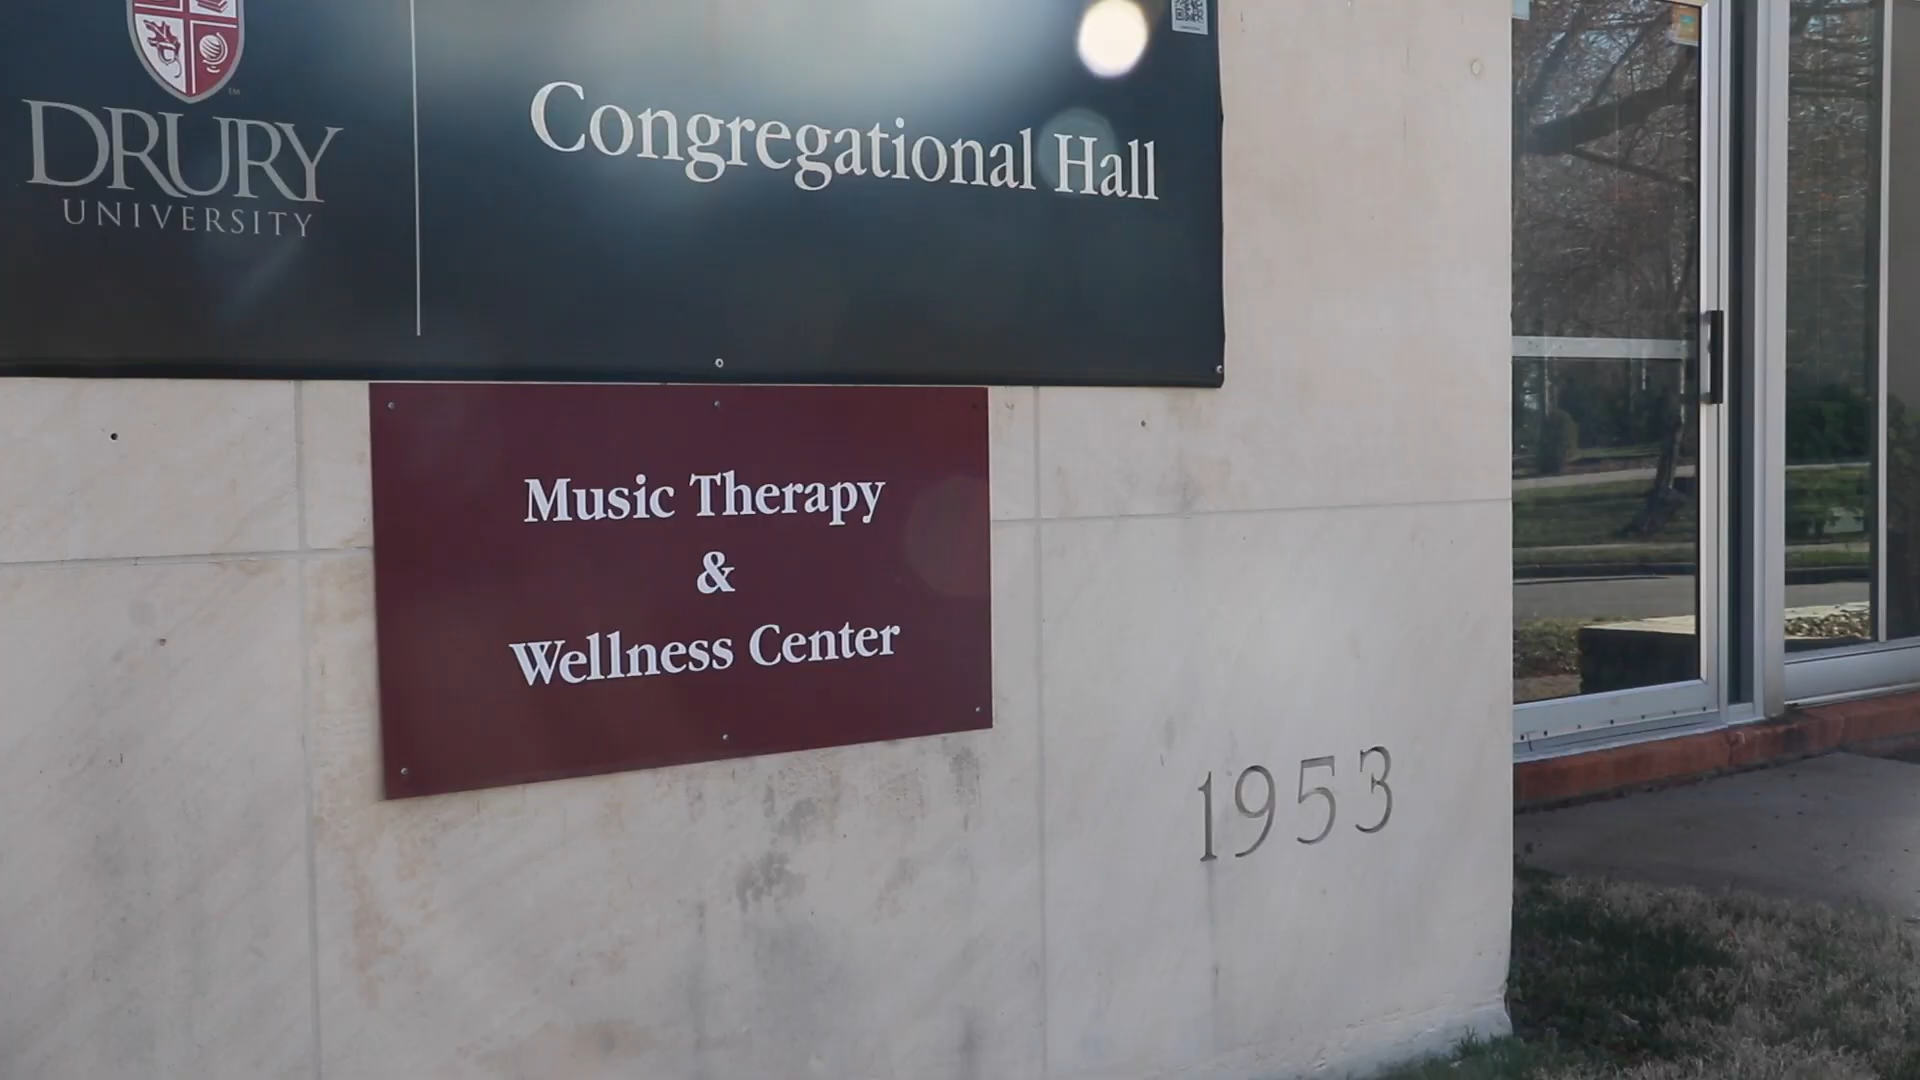 DRURY
UNIVERSITY
Congregational Hall
Music Therapy
&
Wellness Center
1953